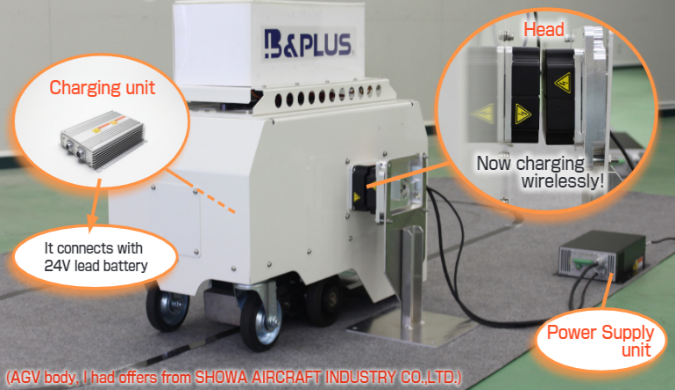 B&PLUS
Head
Charging unit
Now charging
wirelessly!
It connects with
24V lead battery
Power Supply
unit
(AGV body, I had offers from SHOWA AIRCRAFT INDUSTRY CO.,LTD.)